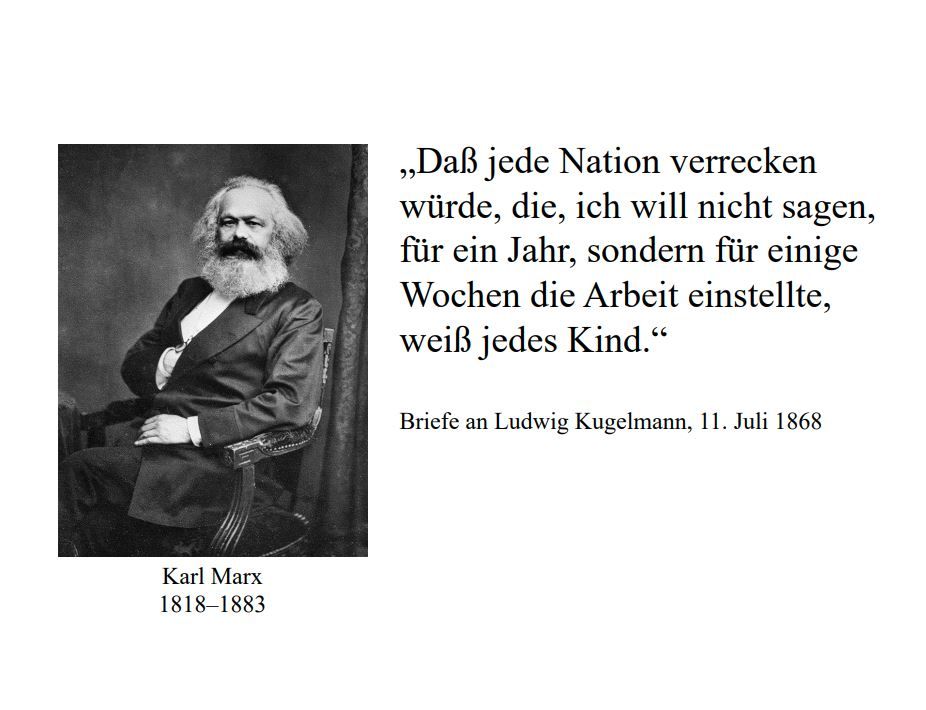 „Daß jede Nation verrecken
würde, die, ich will nicht sagen,
für ein Jahr, sondern für einige
Wochen die Arbeit einstellte,
weiß jedes Kind.“
Briefe an Ludwig Kugelmann, 11. Juli 1868
Karl Marx
1818–1883